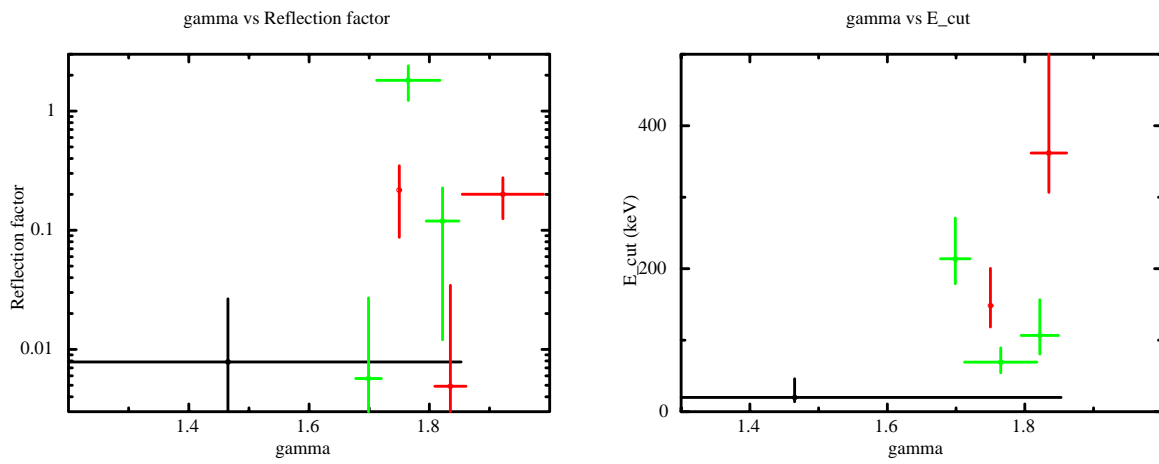 gamma vs Reflection factor
Reflection factor
1
0.1
0.01
1.4
1.6
1.8
gamma
gamma vs E_cut
E_cut (keV)
400
200
0
1.4
1.6
1.8
gamma